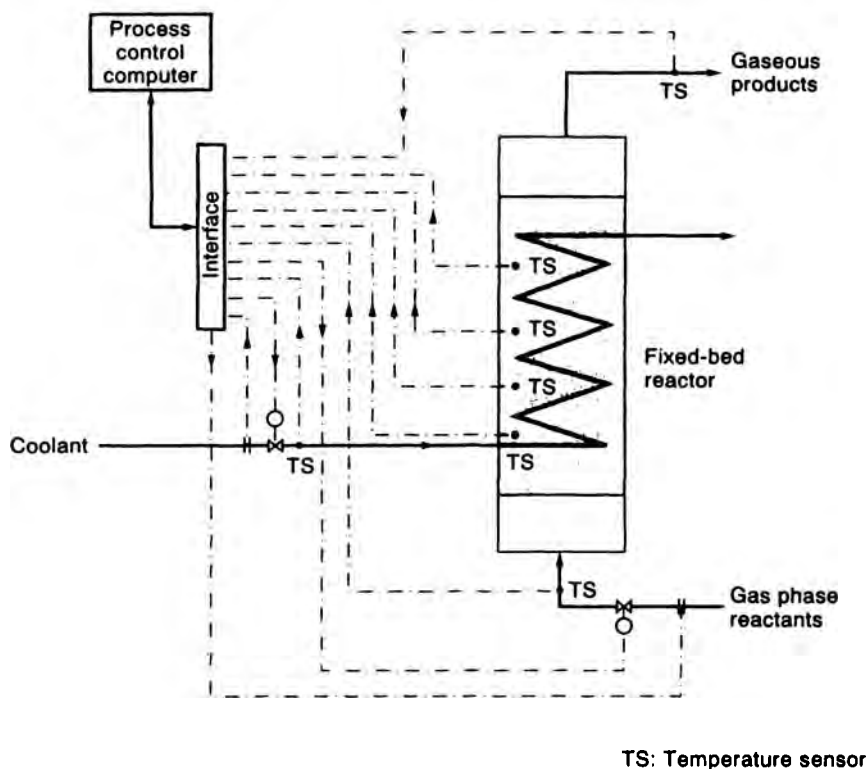 Process
control
computer
Gaseous
products
TS
Interface
TS
TS
Fixed-bed
reactor
TS
Coolant
TS
TS
TS
Gas phase
reactants
TS: Temperature sensor